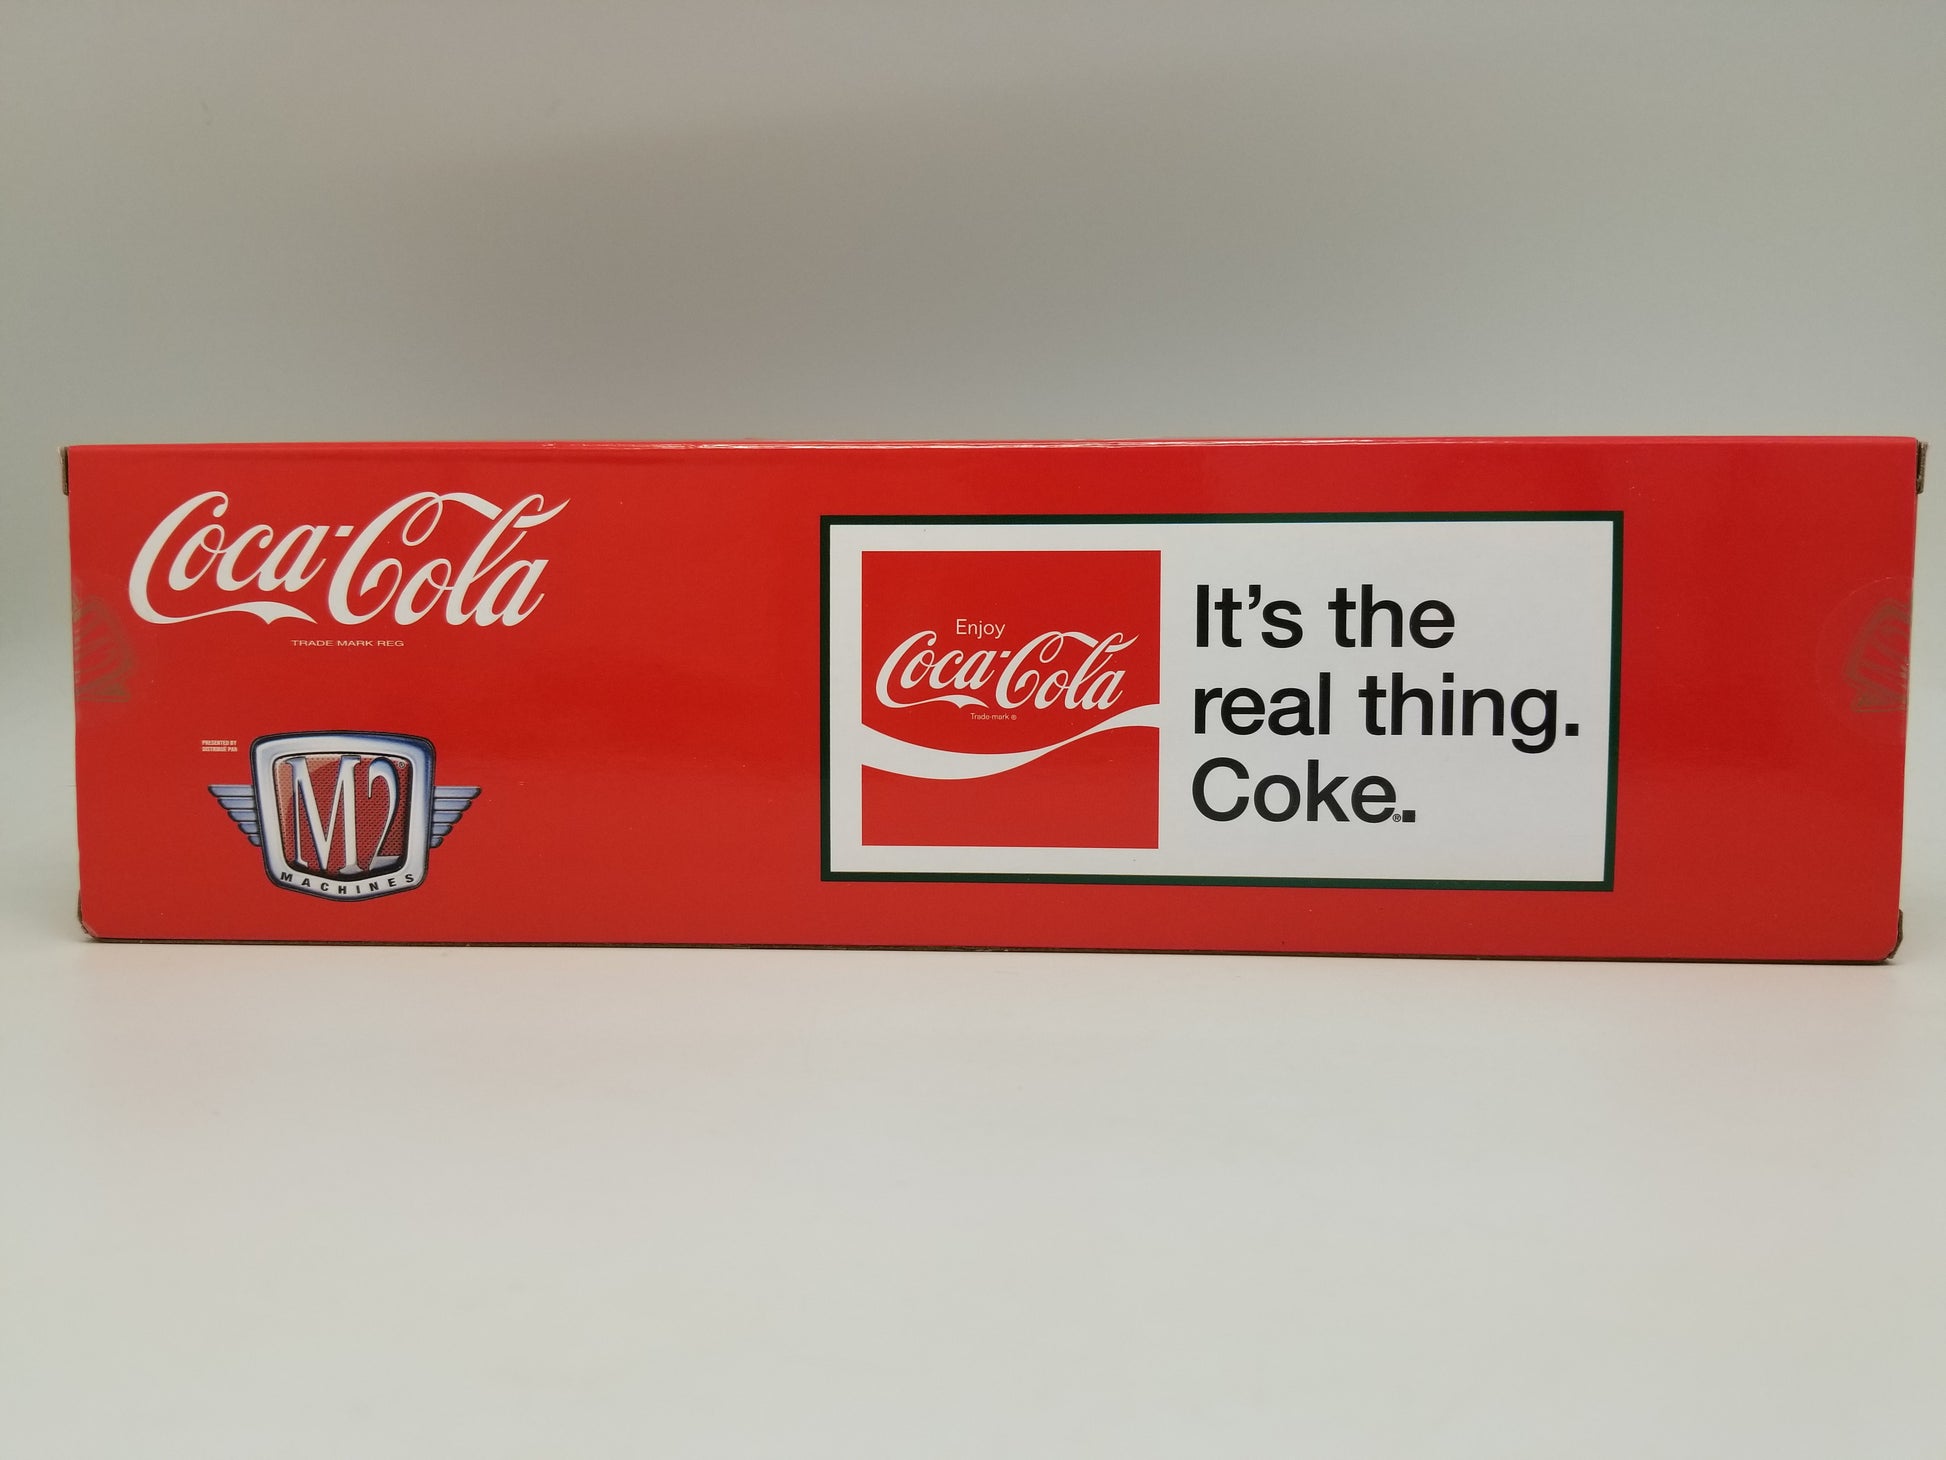 Coca-Cola
TRADE MARK REG
PRESENTED BY
DISTRIBUÉ PAR
M2
MACHINES
Enjoy
Coca-Cola
Trade-mark ®
It's the
real thing.
Coke®.